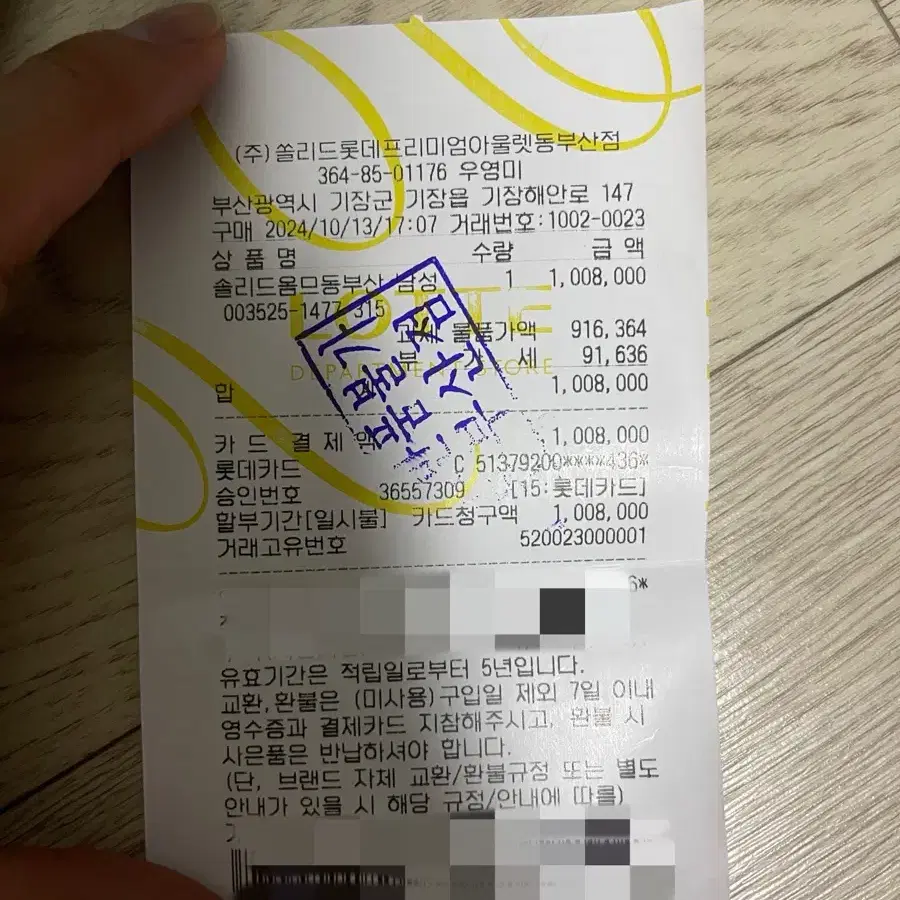 (주)쏠리드롯데프리미엄아울렛동부산점
364-85-01176 우영미
부산광역시 기장군 기장읍 기장해안로 147
구매 2024/10/13/17:07 거래번호:1002-0023
상 품 명 수량 금 액
솔리드옴므동부산 남성 1 1,008,000
003525-1477 315
LOTTE
DEPARTMENT STORE
물품가액 916,364
부 가 세 91,636
합 1,008,000
카 드 결 제 액 1,008,000
롯데카드 C 51379200****436*
승인번호 36557309 [15:롯데카드]
할부기간[일시불] 카드청구액 1,008,000
거래고유번호 520023000001
6*
유효기간은 적립일로부터 5년입니다.
교환,환불은 (미사용)구입일 제외 7일 이내
영수증과 결제카드 지참해주시고, 환불 시
사은품은 반납하셔야 합니다.
(단, 브랜드 자체 교환/환불규정 또는 별도
안내가 있을 시 해당 규정/안내에 따름)